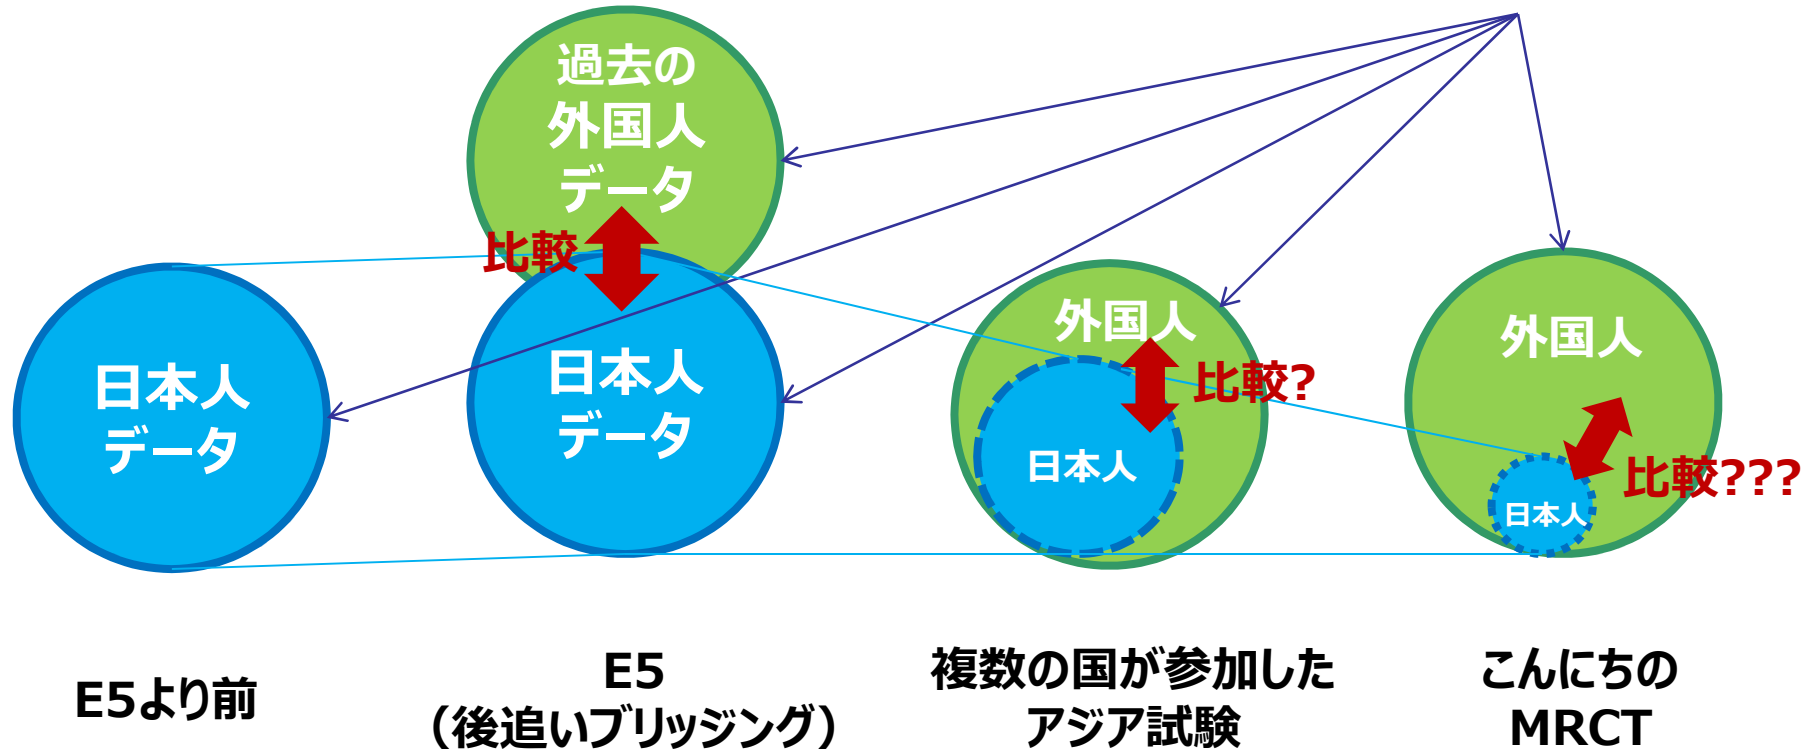 過去の
外国人
データ
比較
日本人
データ
日本人
データ
外国人
比較?
日本人
外国人
比較???
日本人
E5より前
E5
（後追いブリッジング）
複数の国が参加した
アジア試験
こんにちの
MRCT